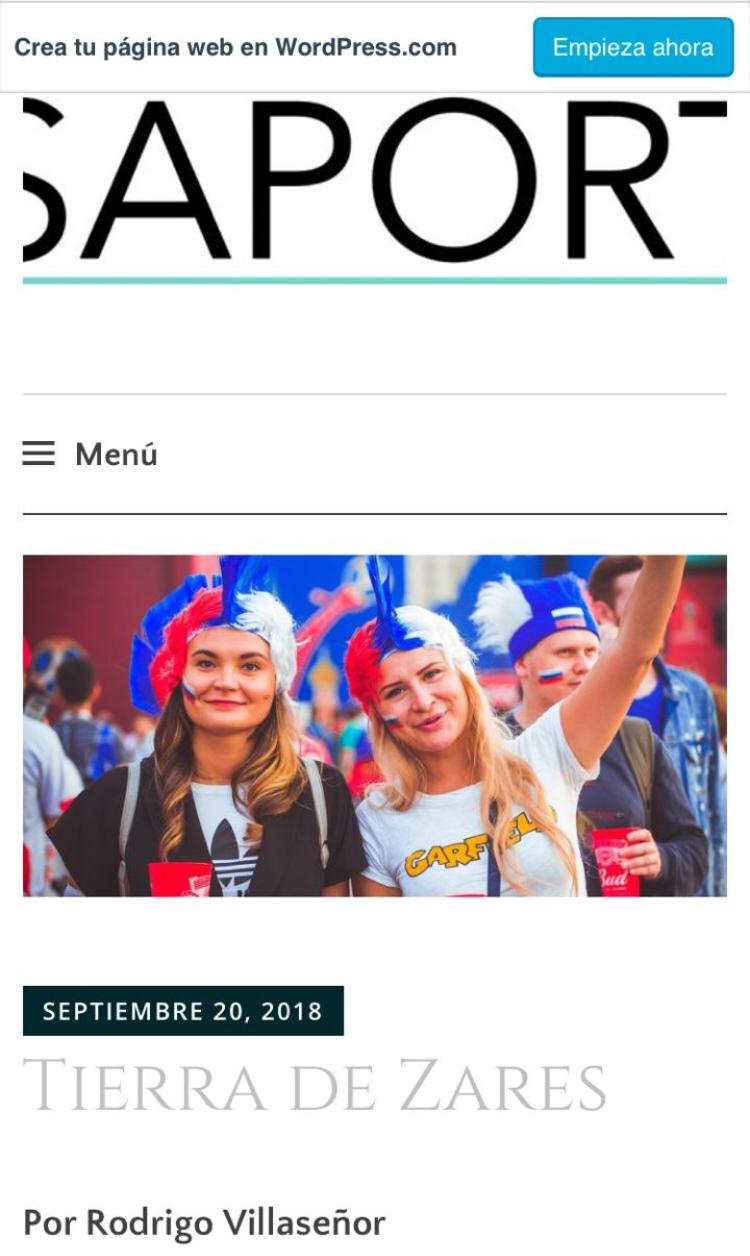 Crea tu página web en WordPress.com
Empieza ahora
SAPORT
Menú
GARFIELD
Bud
SEPTIEMBRE 20, 2018
TIERRA DE ZARES
Por Rodrigo Villaseñor